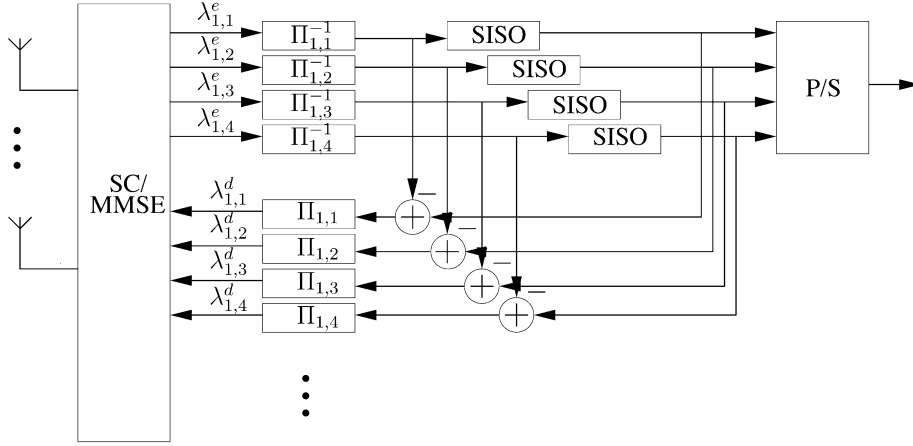 λ^e_{1,1} Π^{-1}_{1,1} SISO
λ^e_{1,2} Π^{-1}_{1,2} SISO
λ^e_{1,3} Π^{-1}_{1,3} SISO
λ^e_{1,4} Π^{-1}_{1,4} SISO
P/S
SC/
MMSE
λ^d_{1,1} Π_{1,1} + −
λ^d_{1,2} Π_{1,2} + −
λ^d_{1,3} Π_{1,3} + −
λ^d_{1,4} Π_{1,4} + −